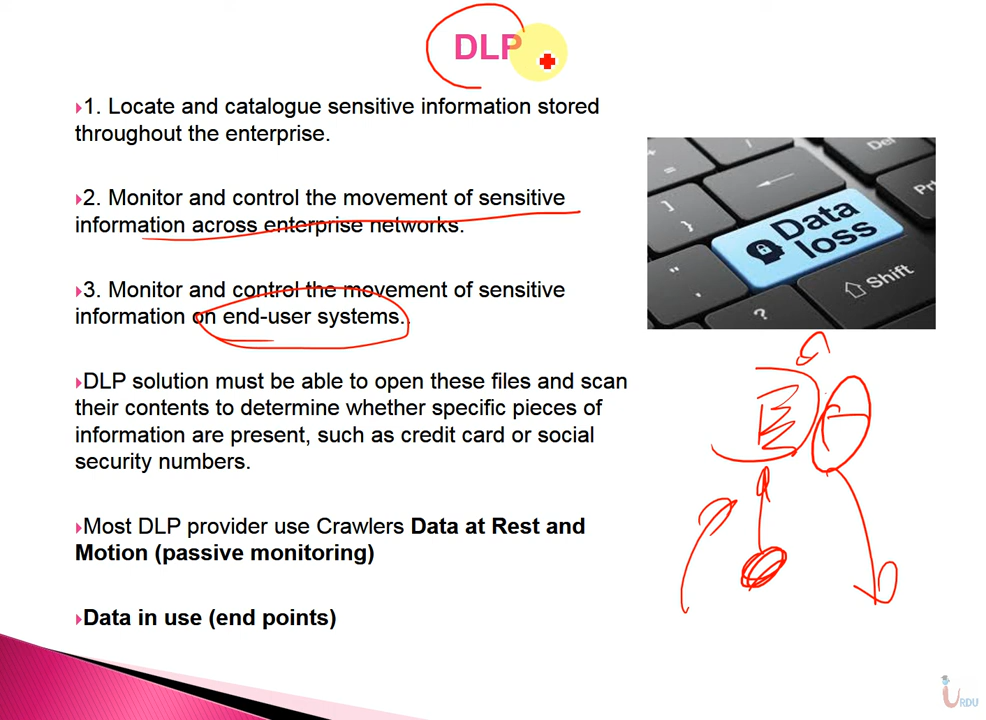 DLP
1. Locate and catalogue sensitive information stored
throughout the enterprise.
2. Monitor and control the movement of sensitive
information across enterprise networks.
3. Monitor and control the movement of sensitive
information on end-user systems.
DLP solution must be able to open these files and scan
their contents to determine whether specific pieces of
information are present, such as credit card or social
security numbers.
Most DLP provider use Crawlers Data at Rest and
Motion (passive monitoring)
Data in use (end points)
Del
Prt
Data
loss
Shift
+
=
]
}
"
,
?
/
URDU